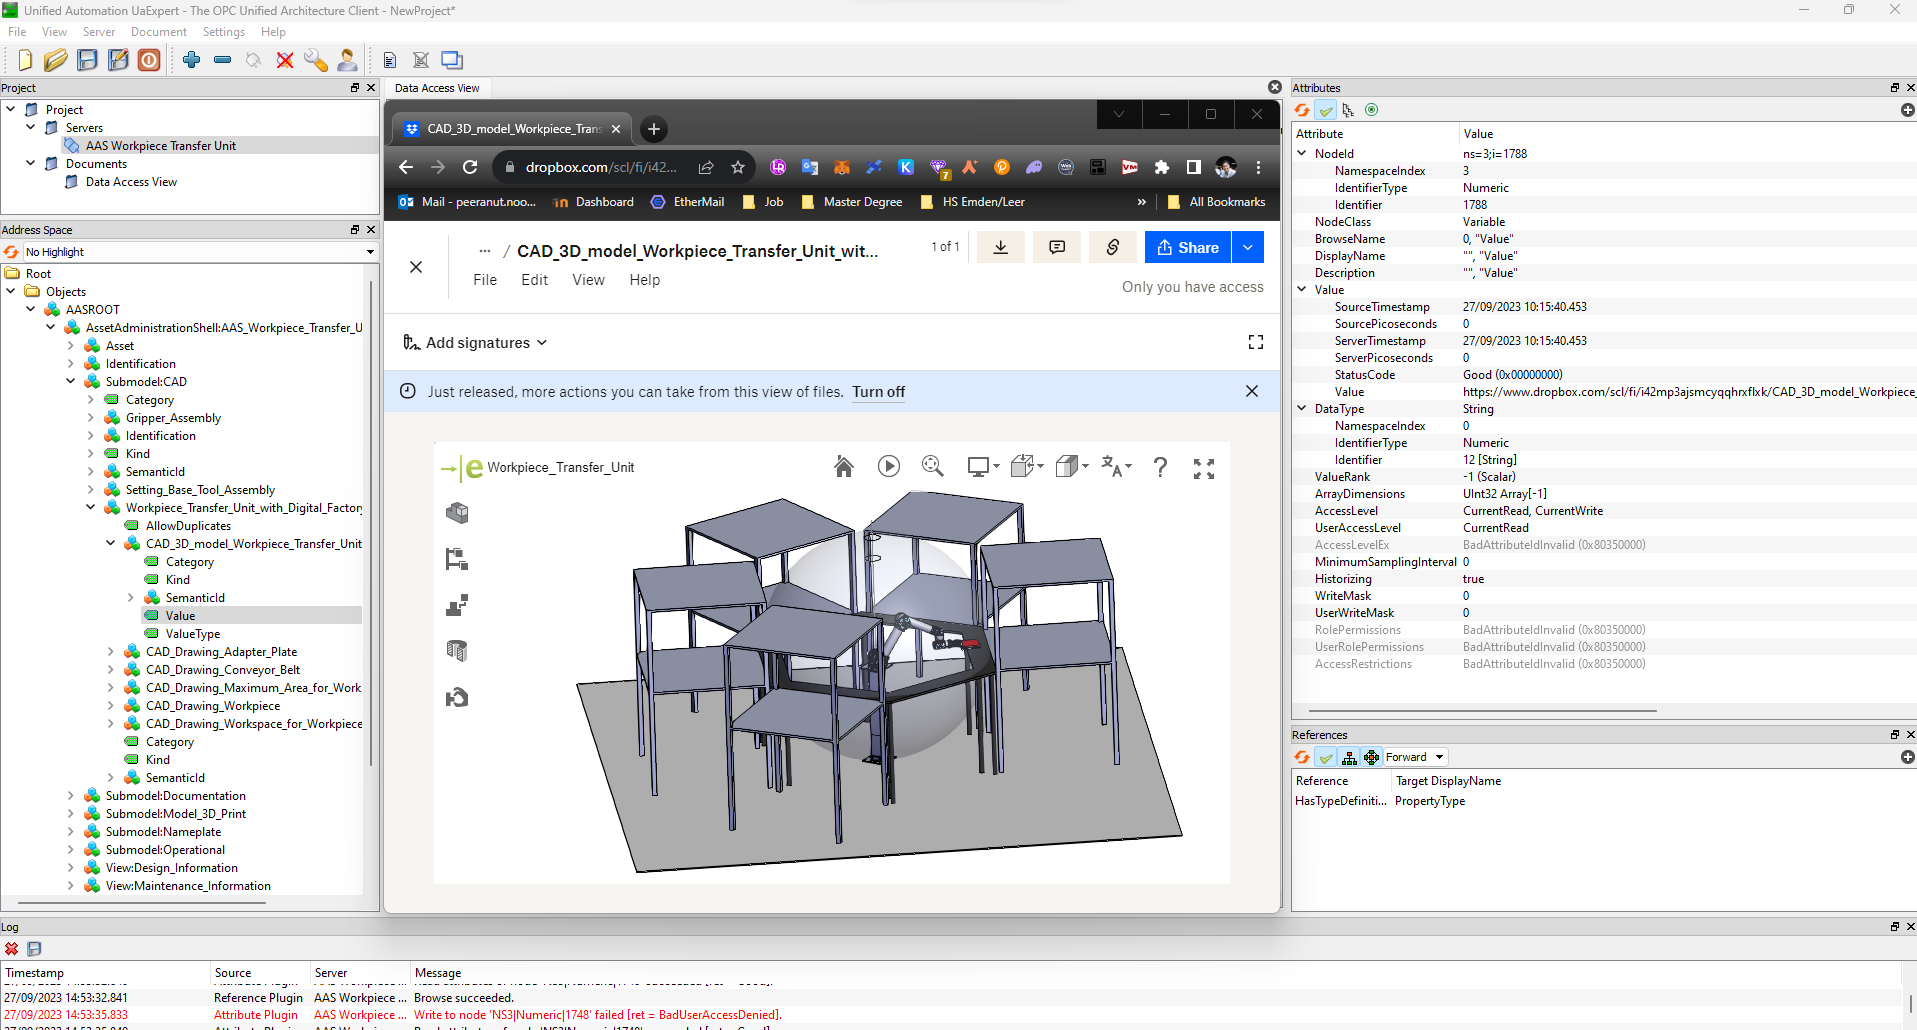 Unified Automation UaExpert - The OPC Unified Architecture Client - NewProject*
File View Server Document Settings Help
Project
Project
Servers
AAS Workpiece Transfer Unit
Documents
Data Access View
Address Space
No Highlight
Root
Objects
AASROOT
AssetAdministrationShell:AAS_Workpiece_Transfer_U
Asset
Identification
Submodel:CAD
Category
Gripper_Assembly
Identification
Kind
SemanticId
Setting_Base_Tool_Assembly
Workpiece_Transfer_Unit_with_Digital_Factory
AllowDuplicates
CAD_3D_model_Workpiece_Transfer_Unit
Category
Kind
SemanticId
Value
ValueType
CAD_Drawing_Adapter_Plate
CAD_Drawing_Conveyor_Belt
CAD_Drawing_Maximum_Area_for_Work
CAD_Drawing_Workpiece
CAD_Drawing_Workspace_for_Workpiece
Category
Kind
SemanticId
Submodel:Documentation
Submodel:Model_3D_Print
Submodel:Nameplate
Submodel:Operational
View:Design_Information
View:Maintenance_Information
Data Access View
CAD_3D_model_Workpiece_Trans
dropbox.com/scl/fi/i42...
7
Mail - peeranut.noo... Dashboard EtherMail Job Master Degree HS Emden/Leer » All Bookmarks
... / CAD_3D_model_Workpiece_Transfer_Unit_wit... 1 of 1 Share
File Edit View Help
Only you have access
Add signatures
Just released, more actions you can take from this view of files. Turn off
e Workpiece_Transfer_Unit
Attributes
Attribute Value
NodeId ns=3;i=1788
NamespaceIndex 3
IdentifierType Numeric
Identifier 1788
NodeClass Variable
BrowseName 0, "Value"
DisplayName "", "Value"
Description "", "Value"
Value
SourceTimestamp 27/09/2023 10:15:40.453
SourcePicoseconds 0
ServerTimestamp 27/09/2023 10:15:40.453
ServerPicoseconds 0
StatusCode Good (0x00000000)
Value https://www.dropbox.com/scl/fi/i42mp3ajsmcyqqhrxflxk/CAD_3D_model_Workpiece_
DataType String
NamespaceIndex 0
IdentifierType Numeric
Identifier 12 [String]
ValueRank -1 (Scalar)
ArrayDimensions UInt32 Array[-1]
AccessLevel CurrentRead, CurrentWrite
UserAccessLevel CurrentRead
AccessLevelEx BadAttributeIdInvalid (0x80350000)
MinimumSamplingInterval 0
Historizing true
WriteMask 0
UserWriteMask 0
RolePermissions BadAttributeIdInvalid (0x80350000)
UserRolePermissions BadAttributeIdInvalid (0x80350000)
AccessRestrictions BadAttributeIdInvalid (0x80350000)
References
Forward
Reference Target DisplayName
HasTypeDefiniti... PropertyType
Log
Timestamp Source Server Message
27/09/2023 14:53:32.841 Reference Plugin AAS Workpiece ... Browse succeeded.
27/09/2023 14:53:35.833 Attribute Plugin AAS Workpiece ... Write to node 'NS3|Numeric|1748' failed [ret = BadUserAccessDenied].